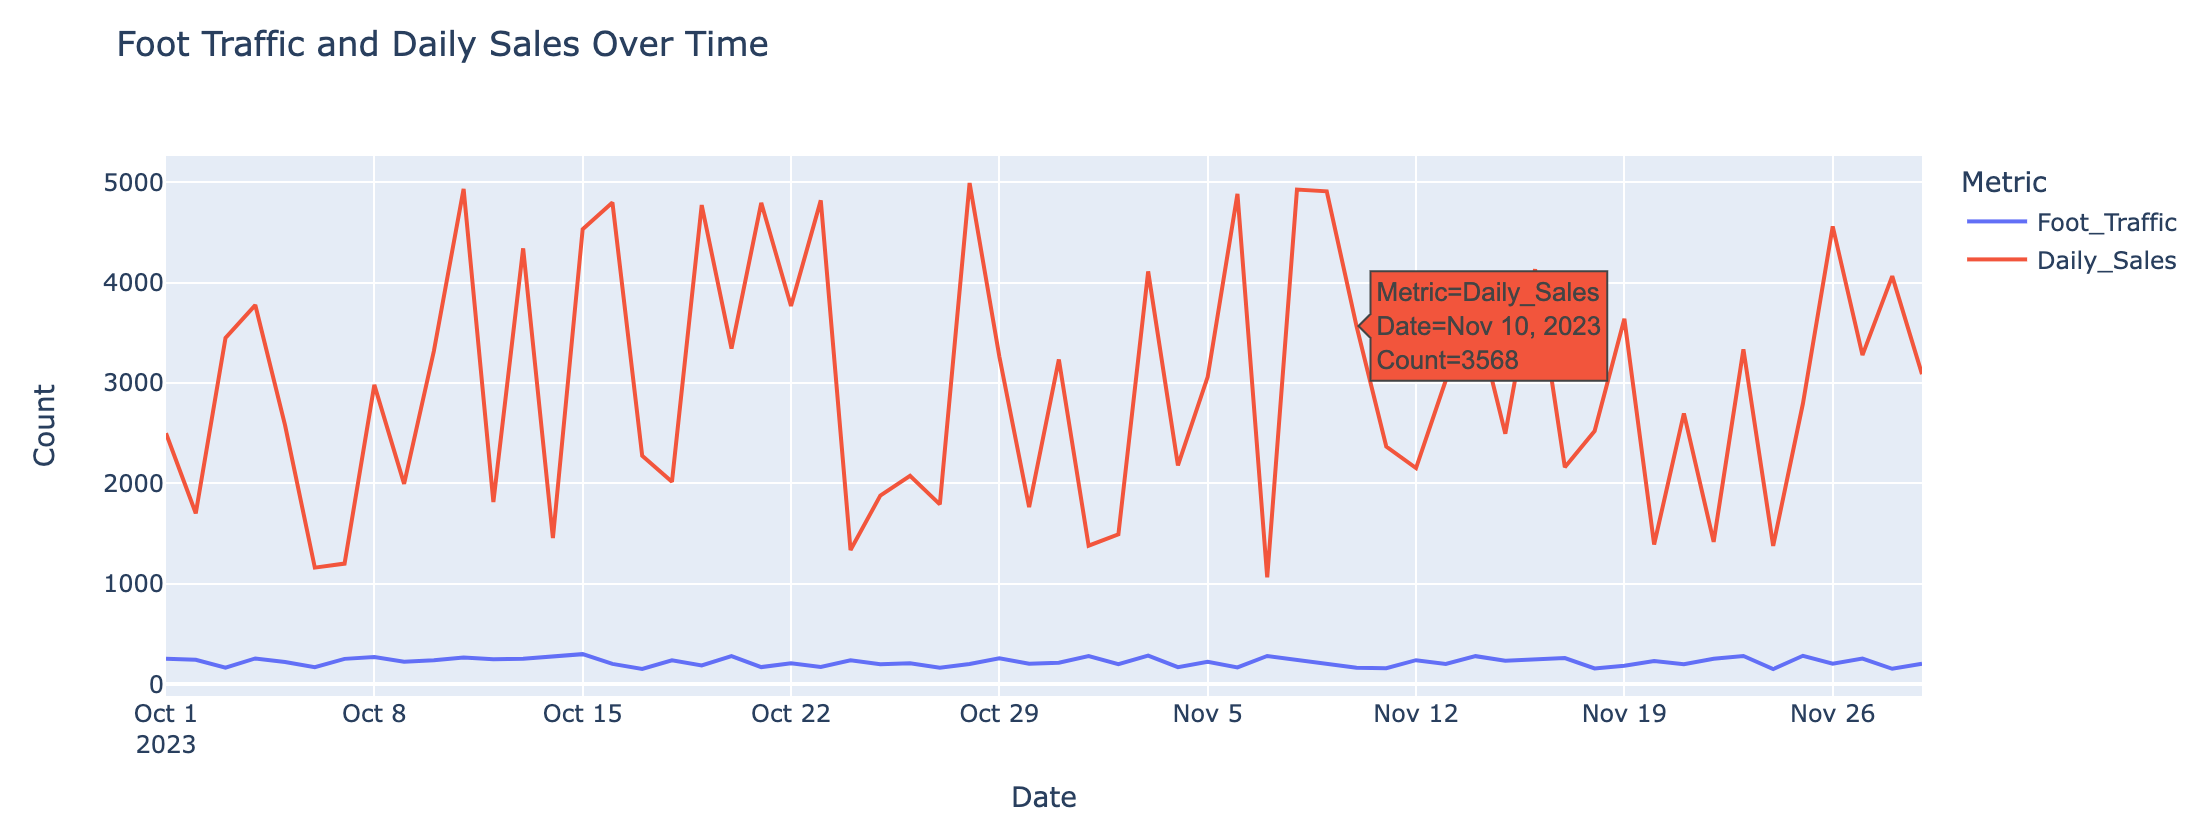 Foot Traffic and Daily Sales Over Time
Metric
Foot_Traffic
Daily_Sales
Count
5000
4000
3000
2000
1000
0
Metric=Daily_Sales
Date=Nov 10, 2023
Count=3568
Oct 1 Oct 8 Oct 15 Oct 22 Oct 29 Nov 5 Nov 12 Nov 19 Nov 26
2023
Date